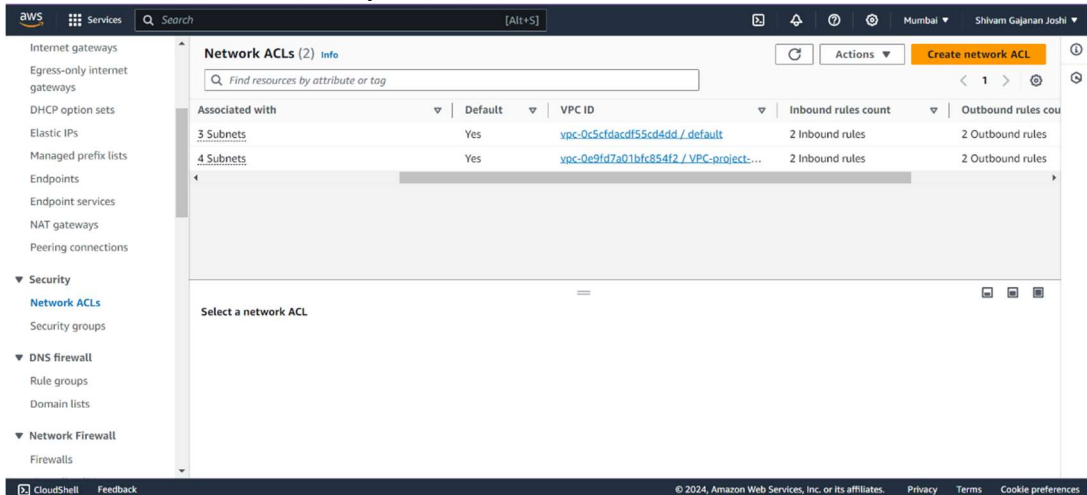 aws Services Search [Alt+S] Mumbai ▼ Shivam Gajanan Joshi ▼
Internet gateways
Egress-only internet
gateways
DHCP option sets
Elastic IPs
Managed prefix lists
Endpoints
Endpoint services
NAT gateways
Peering connections
▼ Security
Network ACLs
Security groups
▼ DNS firewall
Rule groups
Domain lists
▼ Network Firewall
Firewalls
Network ACLs (2) Info Actions ▼ Create network ACL
Find resources by attribute or tag < 1 >
Associated with Default VPC ID Inbound rules count Outbound rules cou
3 Subnets Yes vpc-0c5cfdacdf55cd4dd / default 2 Inbound rules 2 Outbound rules
4 Subnets Yes vpc-0e9fd7a01bfc854f2 / VPC-project-... 2 Inbound rules 2 Outbound rules
Select a network ACL
CloudShell Feedback © 2024, Amazon Web Services, Inc. or its affiliates. Privacy Terms Cookie preferences